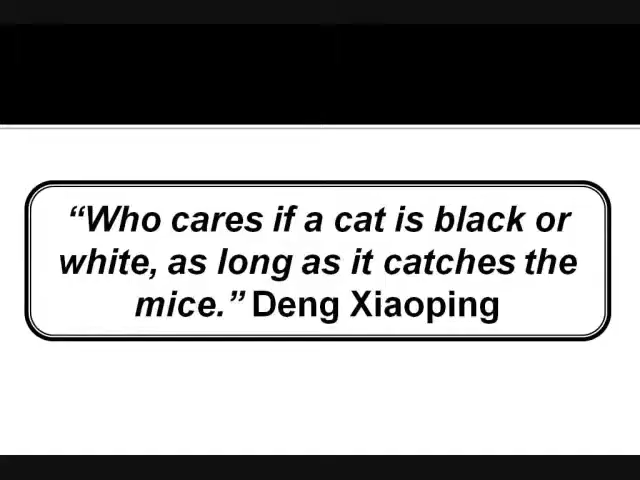 “Who cares if a cat is black or
white, as long as it catches the
mice.” Deng Xiaoping